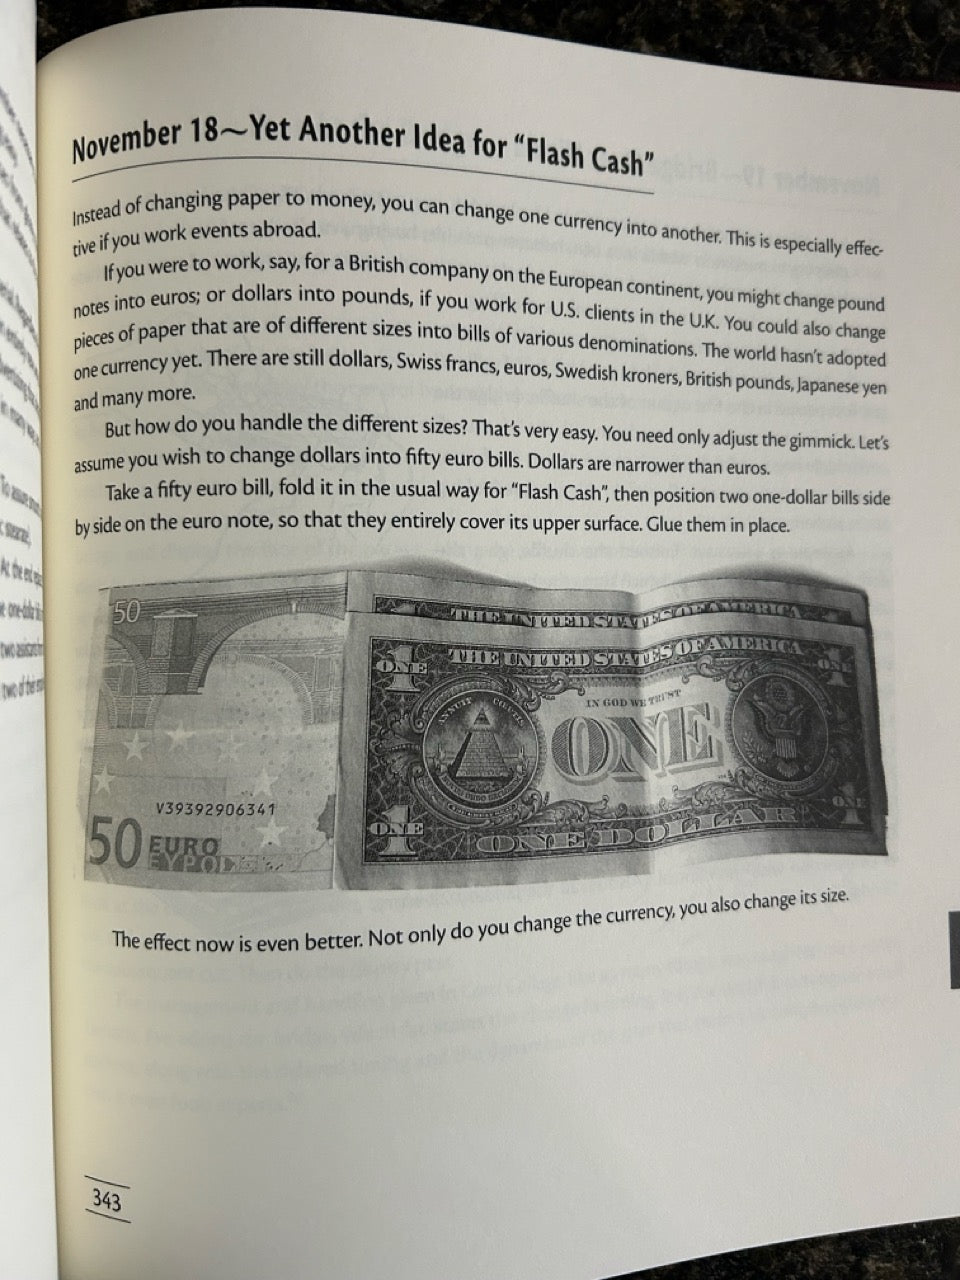 November 18~Yet Another Idea for “Flash Cash”
Instead of changing paper to money, you can change one currency into another. This is especially effec-
tive if you work events abroad.
If you were to work, say, for a British company on the European continent, you might change pound
notes into euros; or dollars into pounds, if you work for U.S. clients in the U.K. You could also change
pieces of paper that are of different sizes into bills of various denominations. The world hasn’t adopted
one currency yet. There are still dollars, Swiss francs, euros, Swedish kroners, British pounds, Japanese yen
and many more.
But how do you handle the different sizes? That’s very easy. You need only adjust the gimmick. Let’s
assume you wish to change dollars into fifty euro bills. Dollars are narrower than euros.
Take a fifty euro bill, fold it in the usual way for “Flash Cash”, then position two one-dollar bills side
by side on the euro note, so that they entirely cover its upper surface. Glue them in place.
50
THE UNITED STATES OF AMERICA
1 THE UNITED STATES OF AMERICA
ONE ONE
ANNUIT COEPTIS
IN GOD WE TRUST
ONE
V39392906341
50 EURO
ΕΥΡΩ
1
ONE ONE
ONE DOLLAR
The effect now is even better. Not only do you change the currency, you also change its size.
343